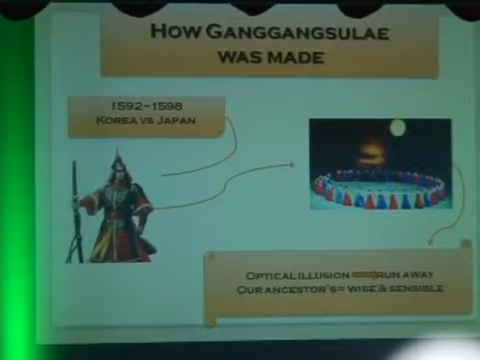 How Ganggangsulae
was made
1592-1598
Korea vs Japan
Optical illusion ⟹ run away
Our ancestor's= wise & sensible